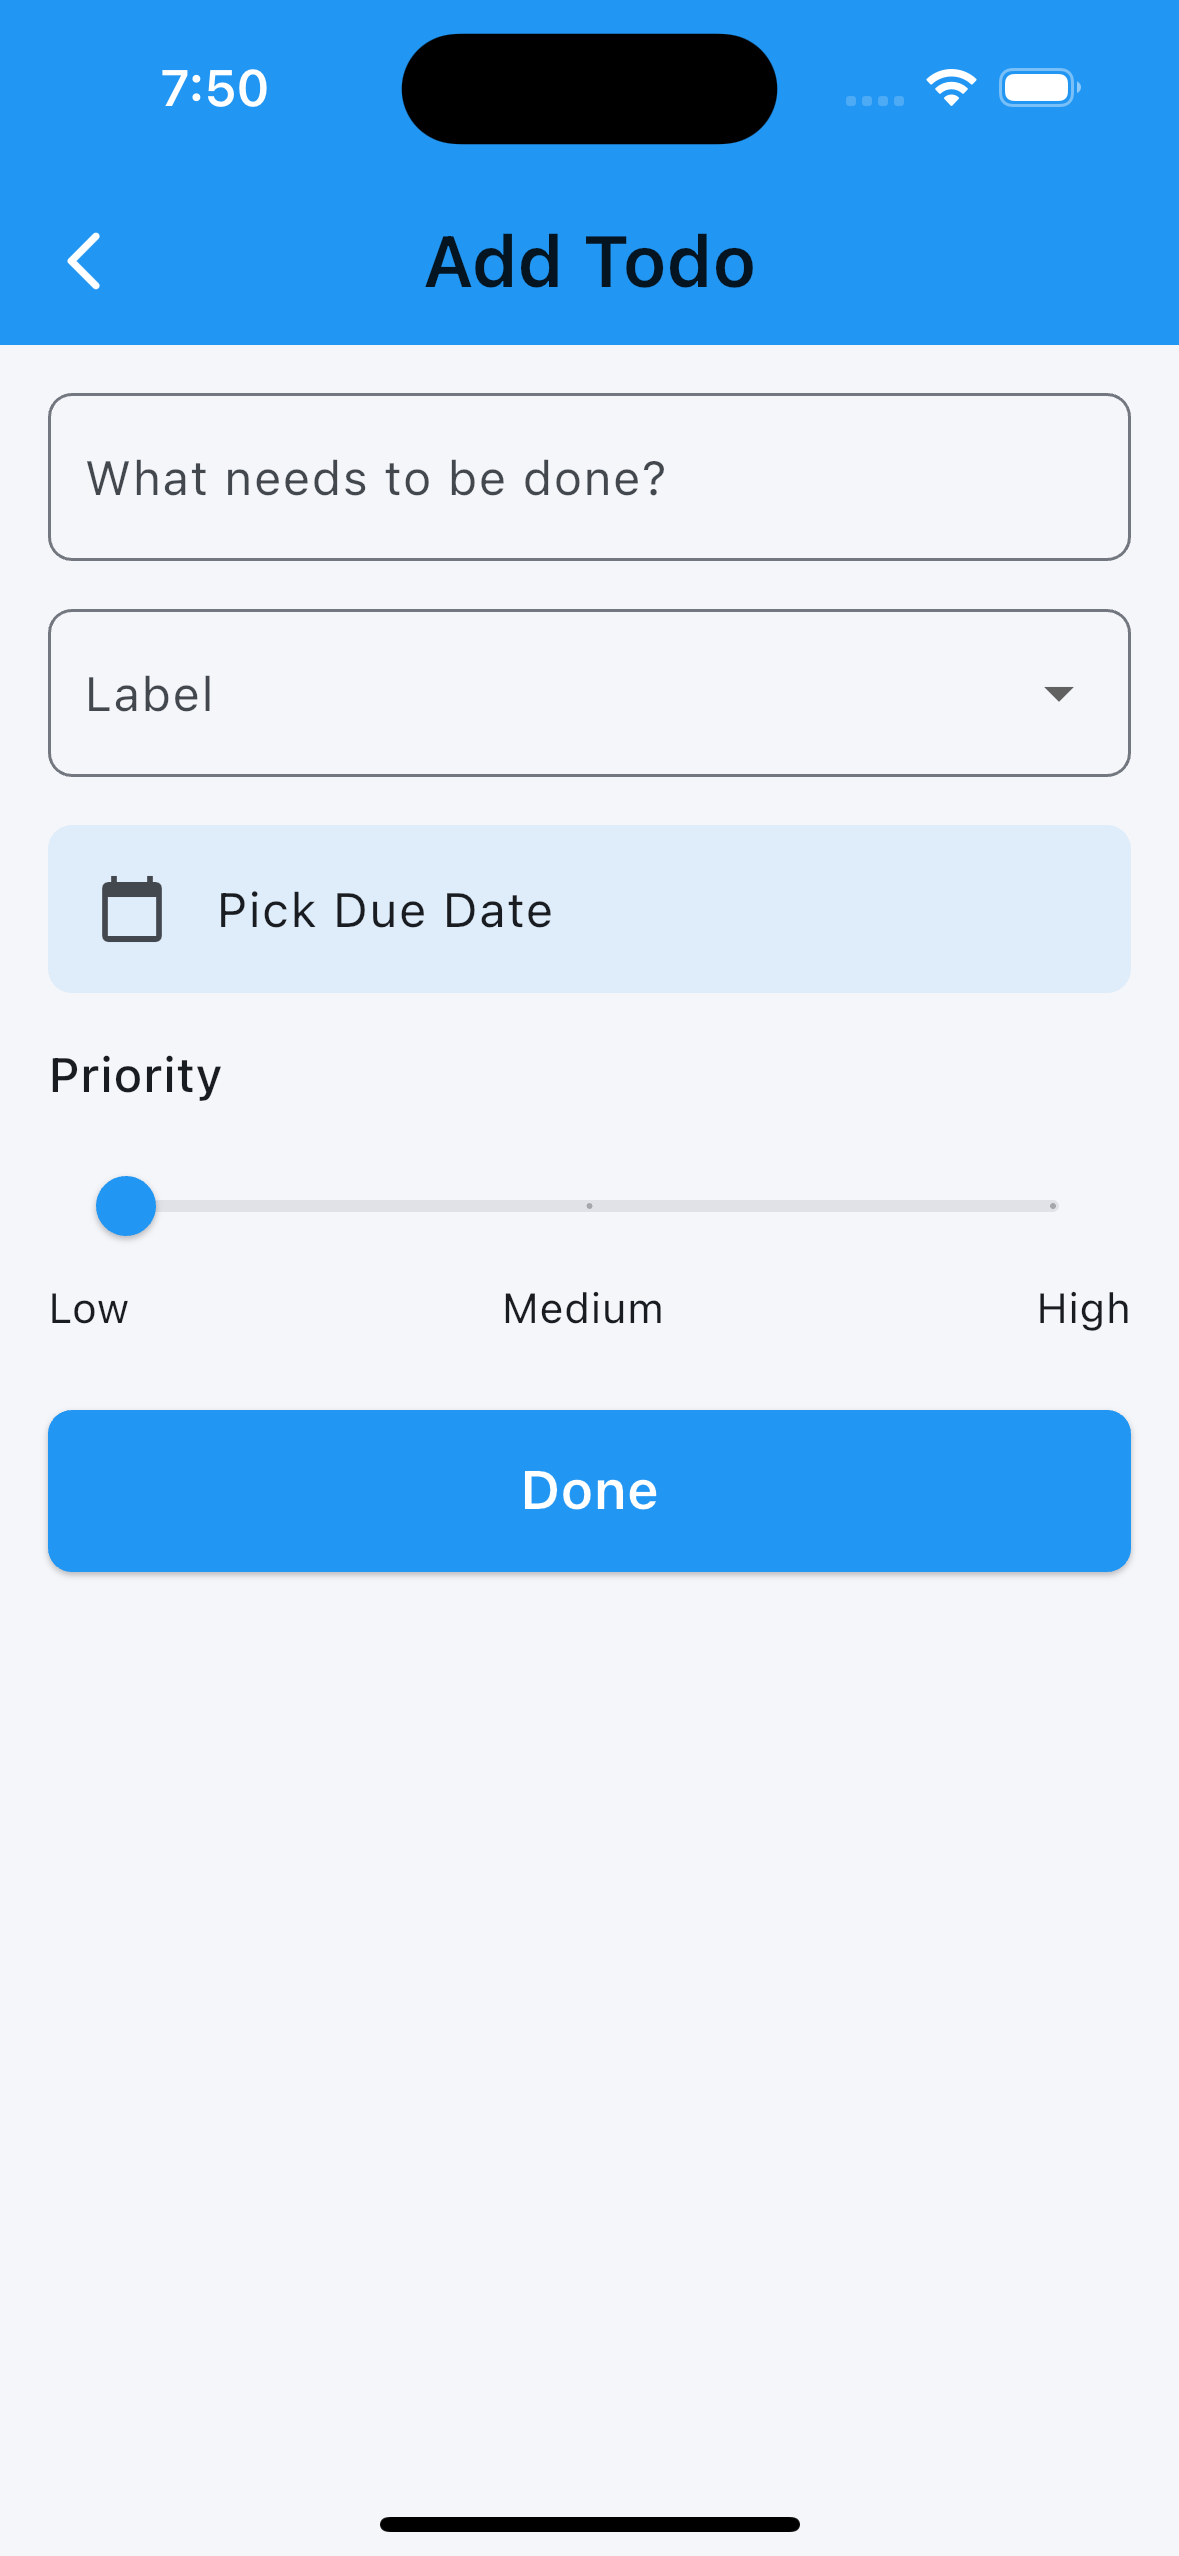 7:50
Add Todo
What needs to be done?
Label
Pick Due Date
Priority
Low Medium High
Done